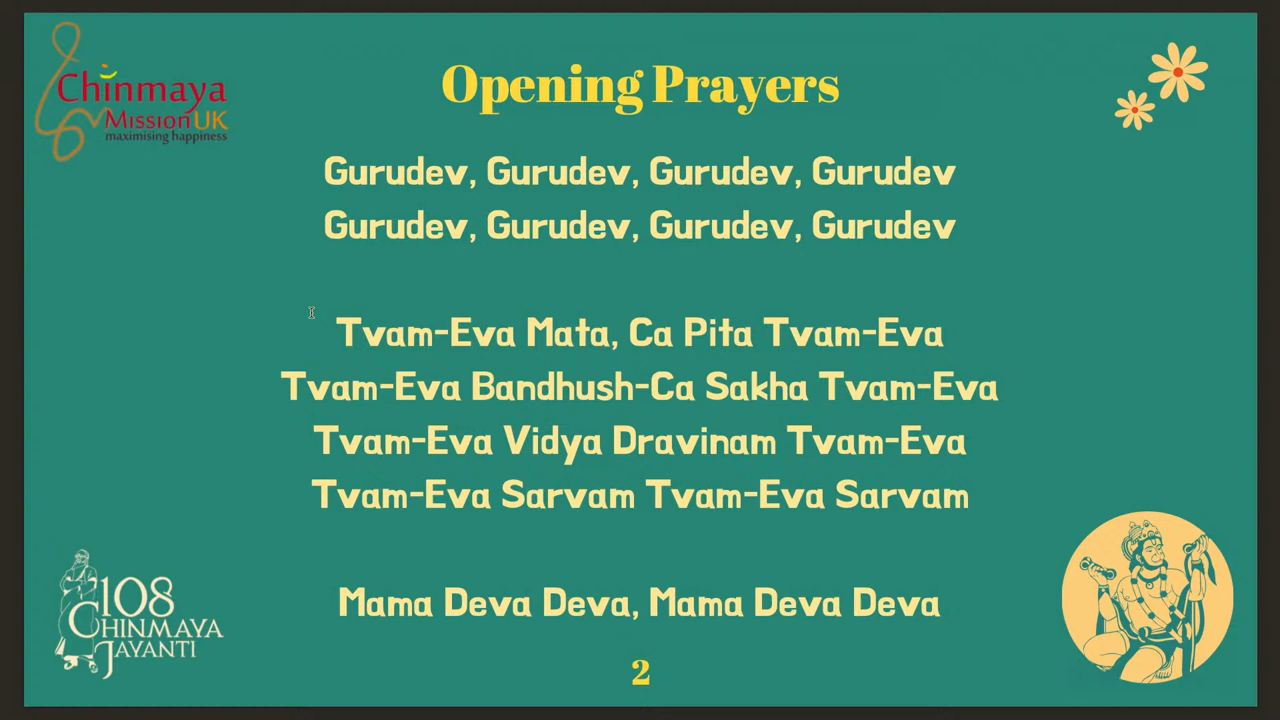 Chinmaya
Mission UK
maximising happiness
Opening Prayers
Gurudev, Gurudev, Gurudev, Gurudev
Gurudev, Gurudev, Gurudev, Gurudev
Tvam-Eva Mata, Ca Pita Tvam-Eva
Tvam-Eva Bandhush-Ca Sakha Tvam-Eva
Tvam-Eva Vidya Dravinam Tvam-Eva
Tvam-Eva Sarvam Tvam-Eva Sarvam
Mama Deva Deva, Mama Deva Deva
108
Chinmaya
Jayanti
2